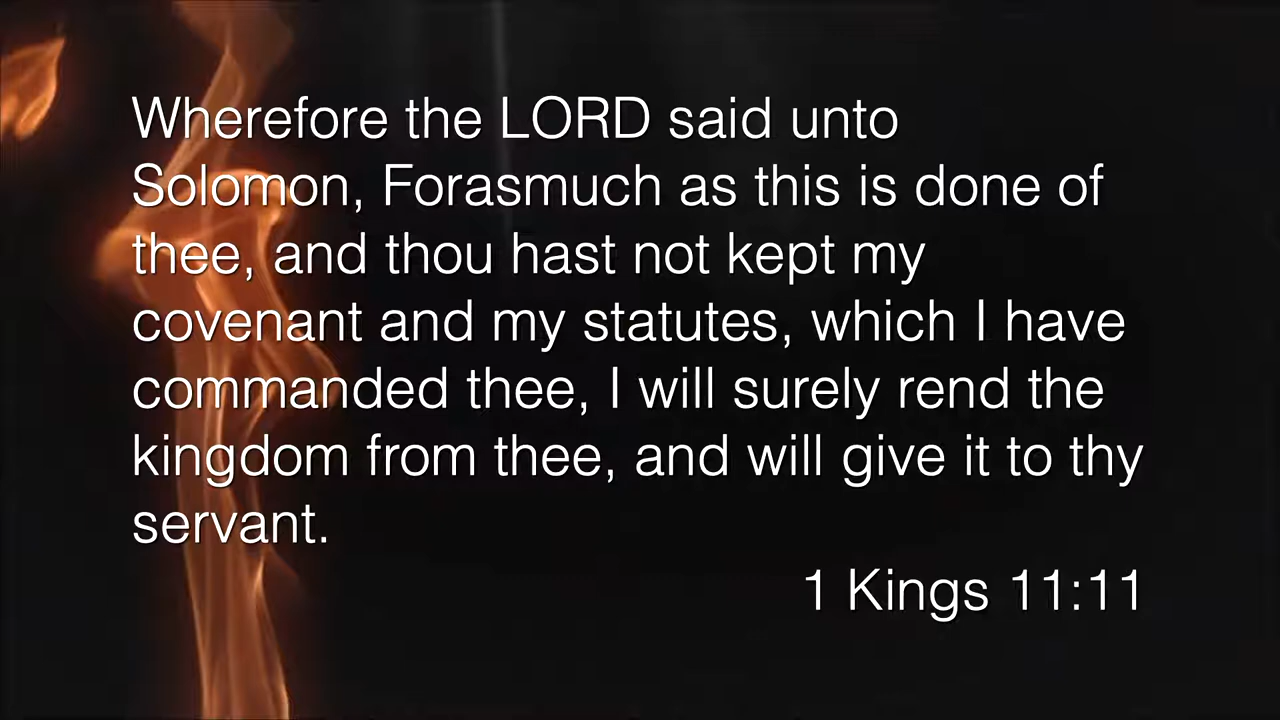 Wherefore the LORD said unto
Solomon, Forasmuch as this is done of
thee, and thou hast not kept my
covenant and my statutes, which I have
commanded thee, I will surely rend the
kingdom from thee, and will give it to thy
servant.
1 Kings 11:11